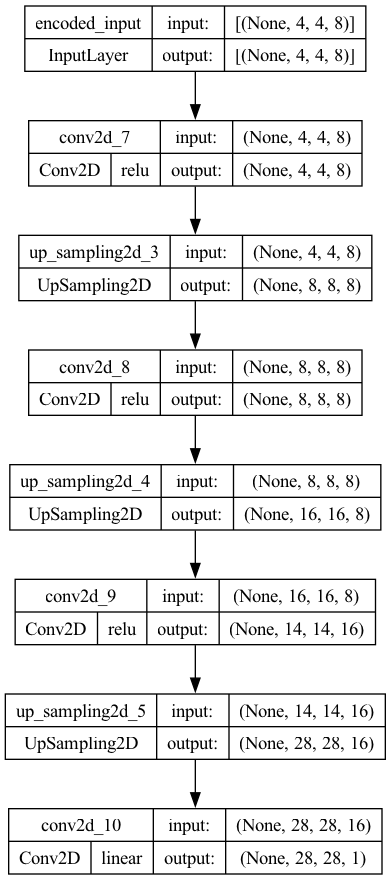 encoded_input input: [(None, 4, 4, 8)]
InputLayer output: [(None, 4, 4, 8)]
conv2d_7 input: (None, 4, 4, 8)
Conv2D relu output: (None, 4, 4, 8)
up_sampling2d_3 input: (None, 4, 4, 8)
UpSampling2D output: (None, 8, 8, 8)
conv2d_8 input: (None, 8, 8, 8)
Conv2D relu output: (None, 8, 8, 8)
up_sampling2d_4 input: (None, 8, 8, 8)
UpSampling2D output: (None, 16, 16, 8)
conv2d_9 input: (None, 16, 16, 8)
Conv2D relu output: (None, 14, 14, 16)
up_sampling2d_5 input: (None, 14, 14, 16)
UpSampling2D output: (None, 28, 28, 16)
conv2d_10 input: (None, 28, 28, 16)
Conv2D linear output: (None, 28, 28, 1)